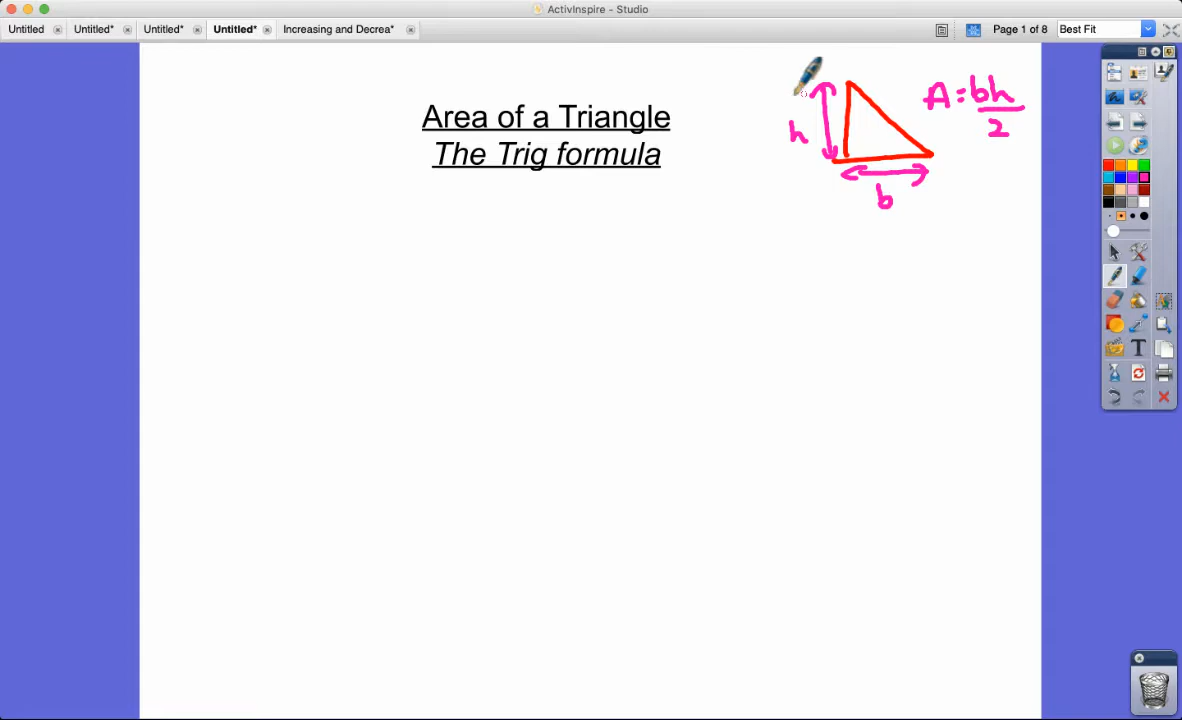 ActivInspire - Studio
Untitled
Untitled*
Untitled*
Untitled*
Increasing and Decrea*
Page 1 of 8
Best Fit
Area of a Triangle
The Trig formula
h
b
A = bh
2
T